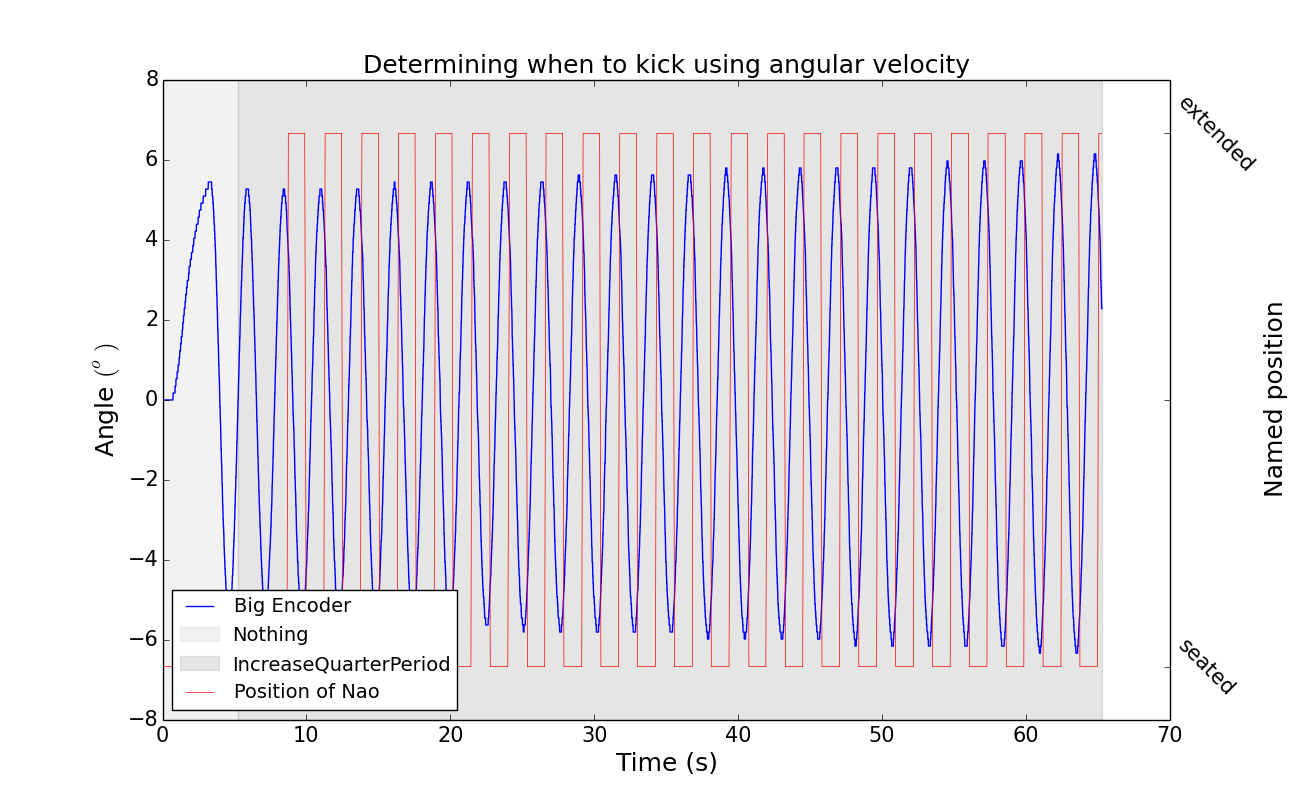 Determining when to kick using angular velocity
8
6
4
2
0
−2
−4
−6
−8
Angle (°)
0 10 20 30 40 50 60 70
Time (s)
extended
seated
Named position
Big Encoder
Nothing
IncreaseQuarterPeriod
Position of Nao